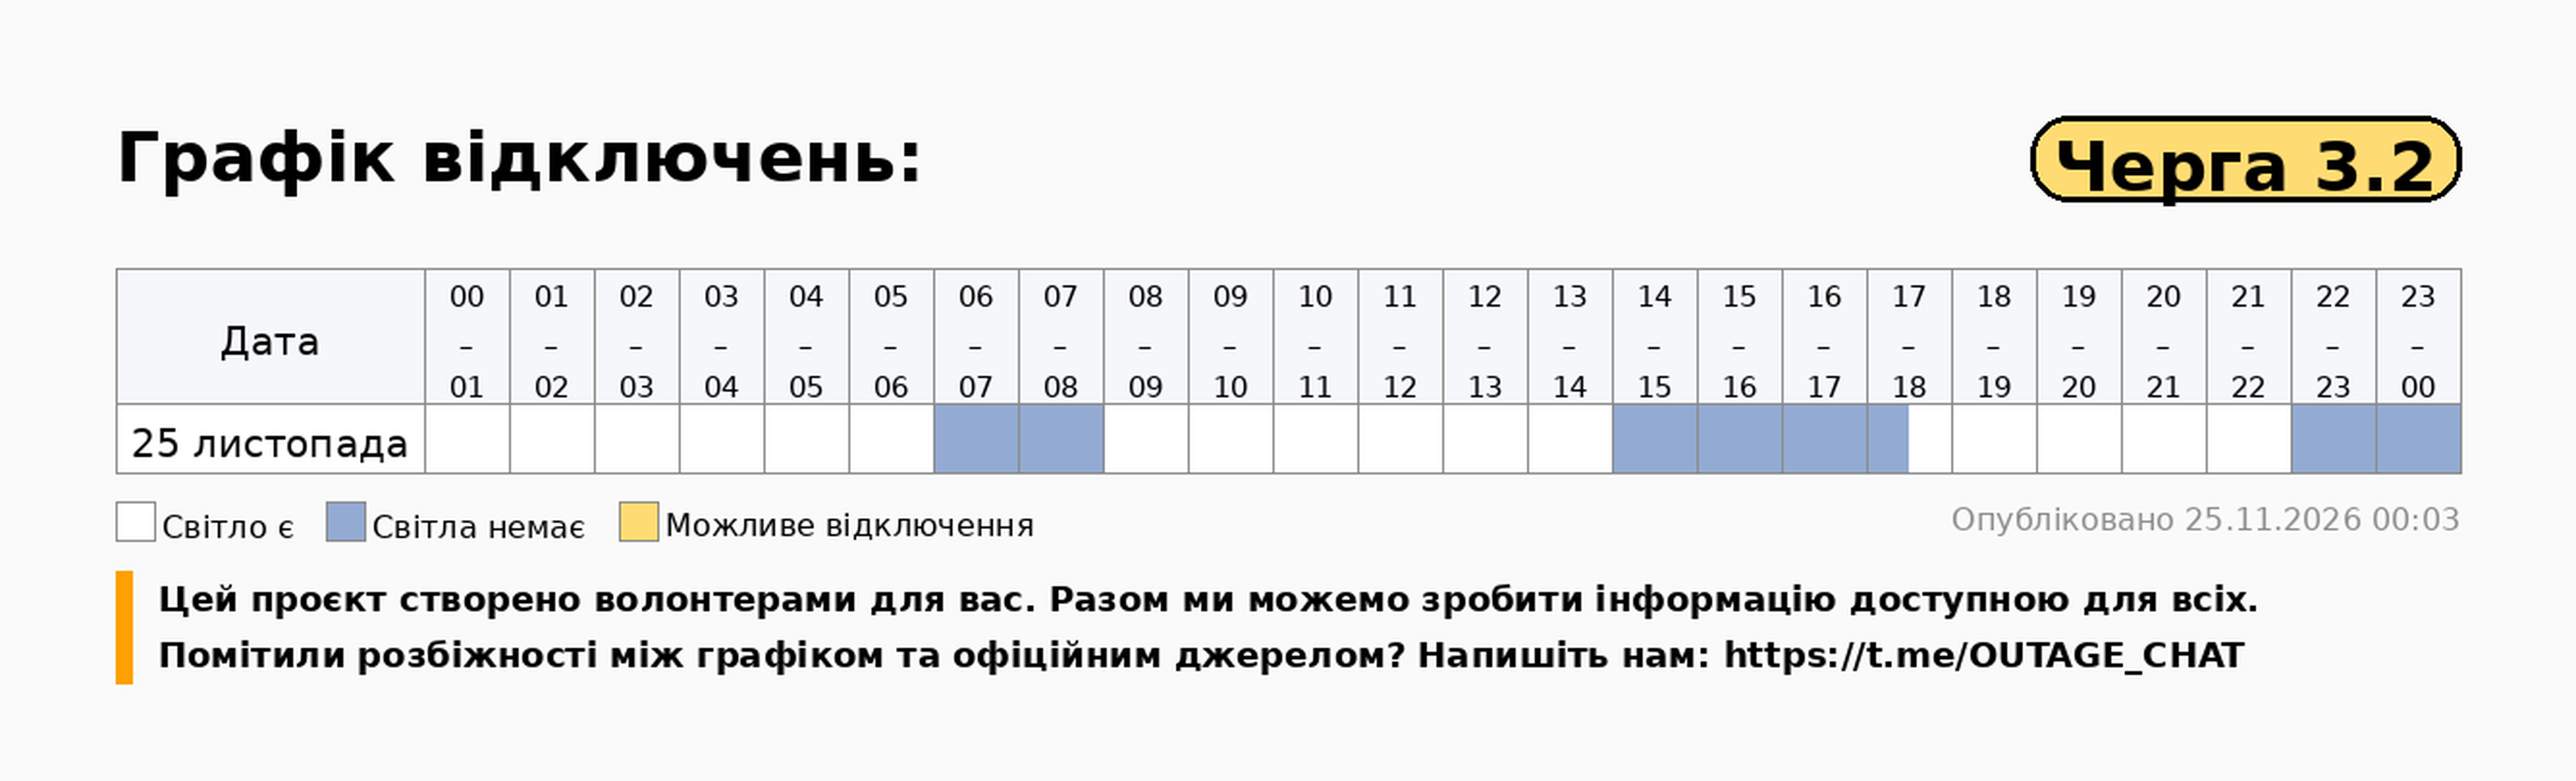 Графік відключень:
Черга 3.2
Дата
00 – 01
01 – 02
02 – 03
03 – 04
04 – 05
05 – 06
06 – 07
07 – 08
08 – 09
09 – 10
10 – 11
11 – 12
12 – 13
13 – 14
14 – 15
15 – 16
16 – 17
17 – 18
18 – 19
19 – 20
20 – 21
21 – 22
22 – 23
23 – 00
25 листопада
Світло є
Світла немає
Можливе відключення
Опубліковано 25.11.2026 00:03
Цей проєкт створено волонтерами для вас. Разом ми можемо зробити інформацію доступною для всіх.
Помітили розбіжності між графіком та офіційним джерелом? Напишіть нам: https://t.me/OUTAGE_CHAT